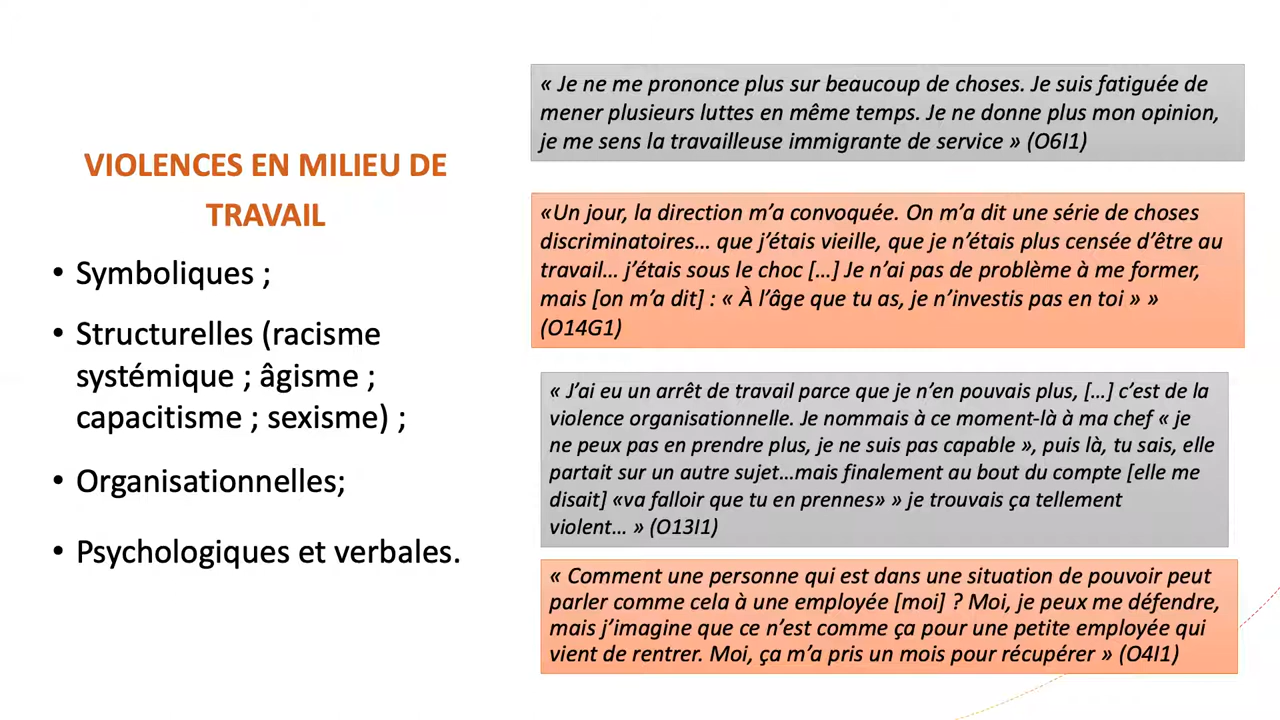 VIOLENCES EN MILIEU DE
TRAVAIL
• Symboliques ;
• Structurelles (racisme
systémique ; âgisme ;
capacitisme ; sexisme) ;
• Organisationnelles;
• Psychologiques et verbales.
« Je ne me prononce plus sur beaucoup de choses. Je suis fatiguée de
mener plusieurs luttes en même temps. Je ne donne plus mon opinion,
je me sens la travailleuse immigrante de service » (O6I1)
«Un jour, la direction m’a convoquée. On m’a dit une série de choses
discriminatoires… que j’étais vieille, que je n’étais plus censée d’être au
travail… j’étais sous le choc […] Je n’ai pas de problème à me former,
mais [on m’a dit] : « À l’âge que tu as, je n’investis pas en toi » »
(O14G1)
« J’ai eu un arrêt de travail parce que je n’en pouvais plus, […] c’est de la
violence organisationnelle. Je nommais à ce moment-là à ma chef « je
ne peux pas en prendre plus, je ne suis pas capable », puis là, tu sais, elle
partait sur un autre sujet…mais finalement au bout du compte [elle me
disait] «va falloir que tu en prennes» » je trouvais ça tellement
violent… » (O13I1)
« Comment une personne qui est dans une situation de pouvoir peut
parler comme cela à une employée [moi] ? Moi, je peux me défendre,
mais j’imagine que ce n’est comme ça pour une petite employée qui
vient de rentrer. Moi, ça m’a pris un mois pour récupérer » (O4I1)